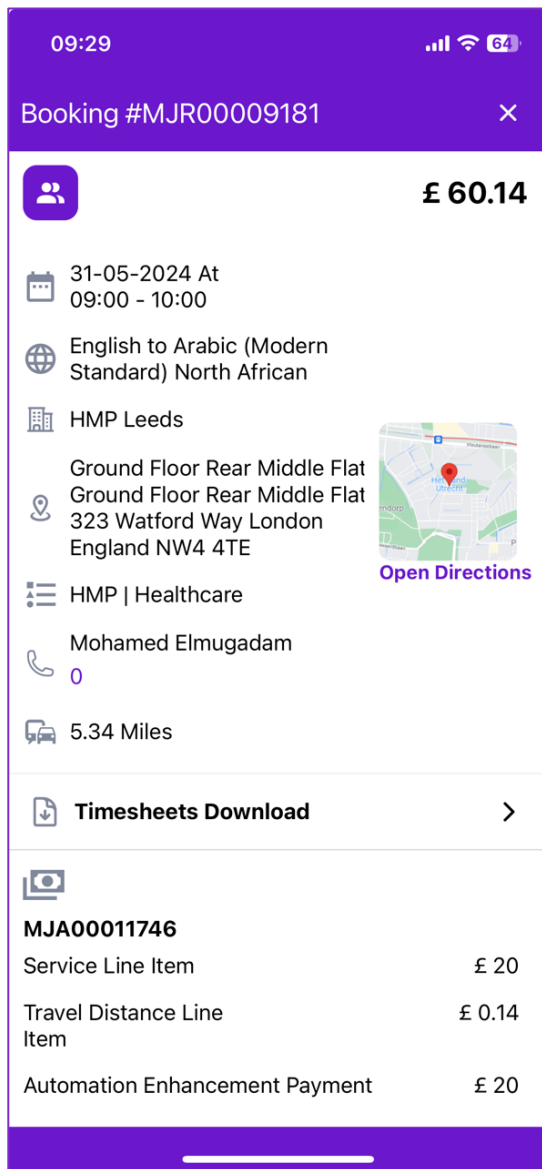 09:29
64
Booking #MJR00009181
£ 60.14
31-05-2024 At
09:00 - 10:00
English to Arabic (Modern
Standard) North African
HMP Leeds
Ground Floor Rear Middle Flat
Ground Floor Rear Middle Flat
323 Watford Way London
England NW4 4TE
Utrecht
Open Directions
HMP | Healthcare
Mohamed Elmugadam
0
5.34 Miles
Timesheets Download
MJA00011746
Service Line Item £ 20
Travel Distance Line
Item £ 0.14
Automation Enhancement Payment £ 20